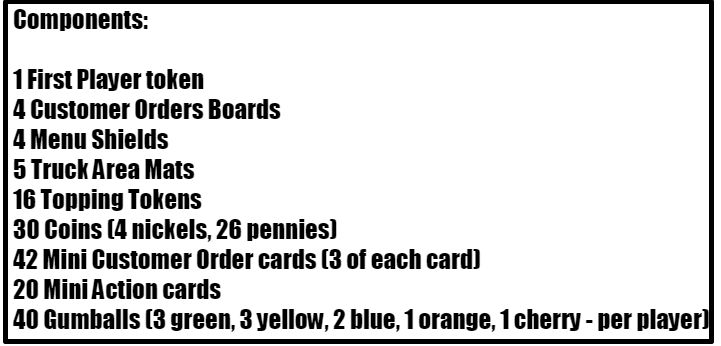 Components:
1 First Player token
4 Customer Orders Boards
4 Menu Shields
5 Truck Area Mats
16 Topping Tokens
30 Coins (4 nickels, 26 pennies)
42 Mini Customer Order cards (3 of each card)
20 Mini Action cards
40 Gumballs (3 green, 3 yellow, 2 blue, 1 orange, 1 cherry - per player)